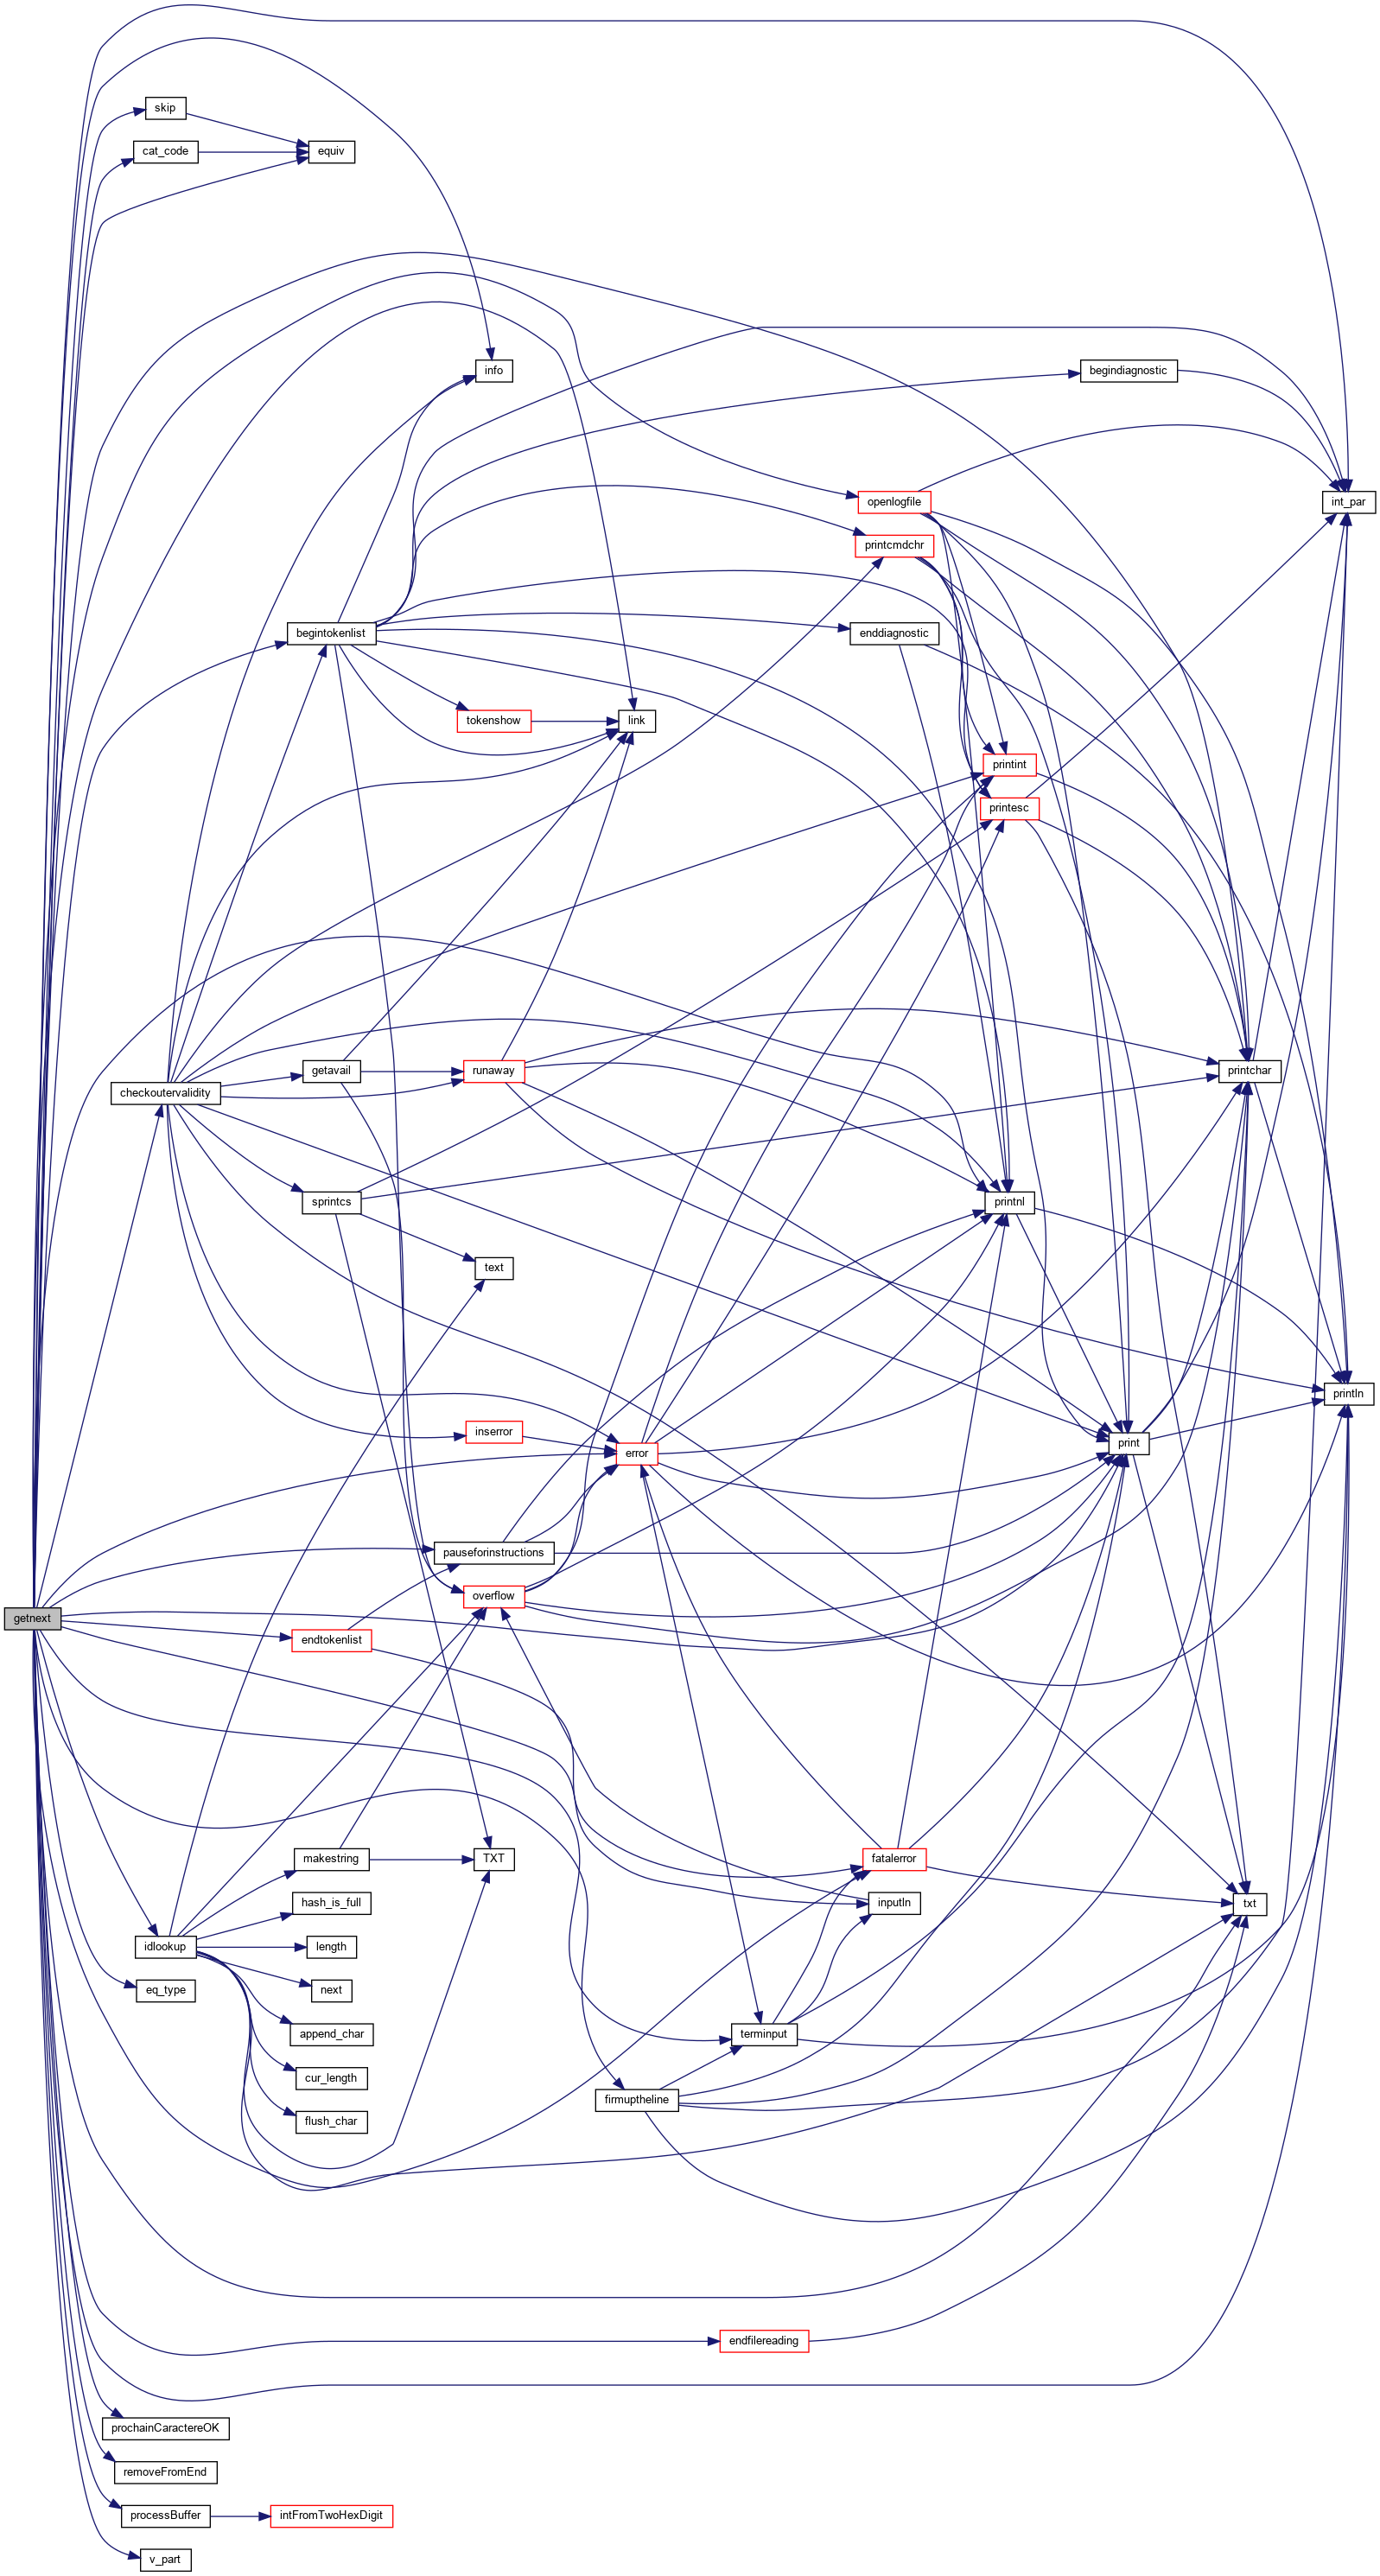 skip
cat_code
equiv
info
begindiagnostic
openlogfile
int_par
printcmdchr
begintokenlist
enddiagnostic
tokenshow
link
printint
printesc
getavail
runaway
printchar
checkoutervalidity
sprintcs
printnl
text
println
inserror
print
error
pauseforinstructions
overflow
getnext
endtokenlist
makestring
TXT
fatalerror
hash_is_full
inputln
txt
idlookup
length
eq_type
next
append_char
terminput
cur_length
firmuptheline
flush_char
endfilereading
prochainCaractereOK
removeFromEnd
processBuffer
intFromTwoHexDigit
v_part